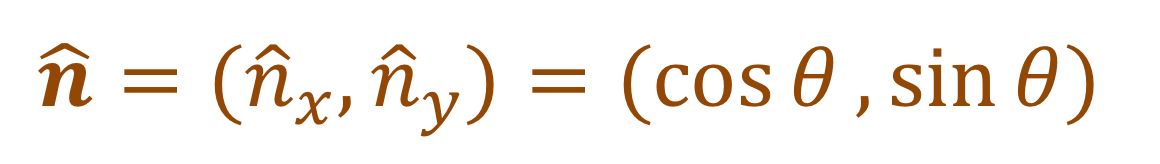 𝒏̂ = (n̂ₓ, n̂ᵧ) = (cos θ , sin θ)